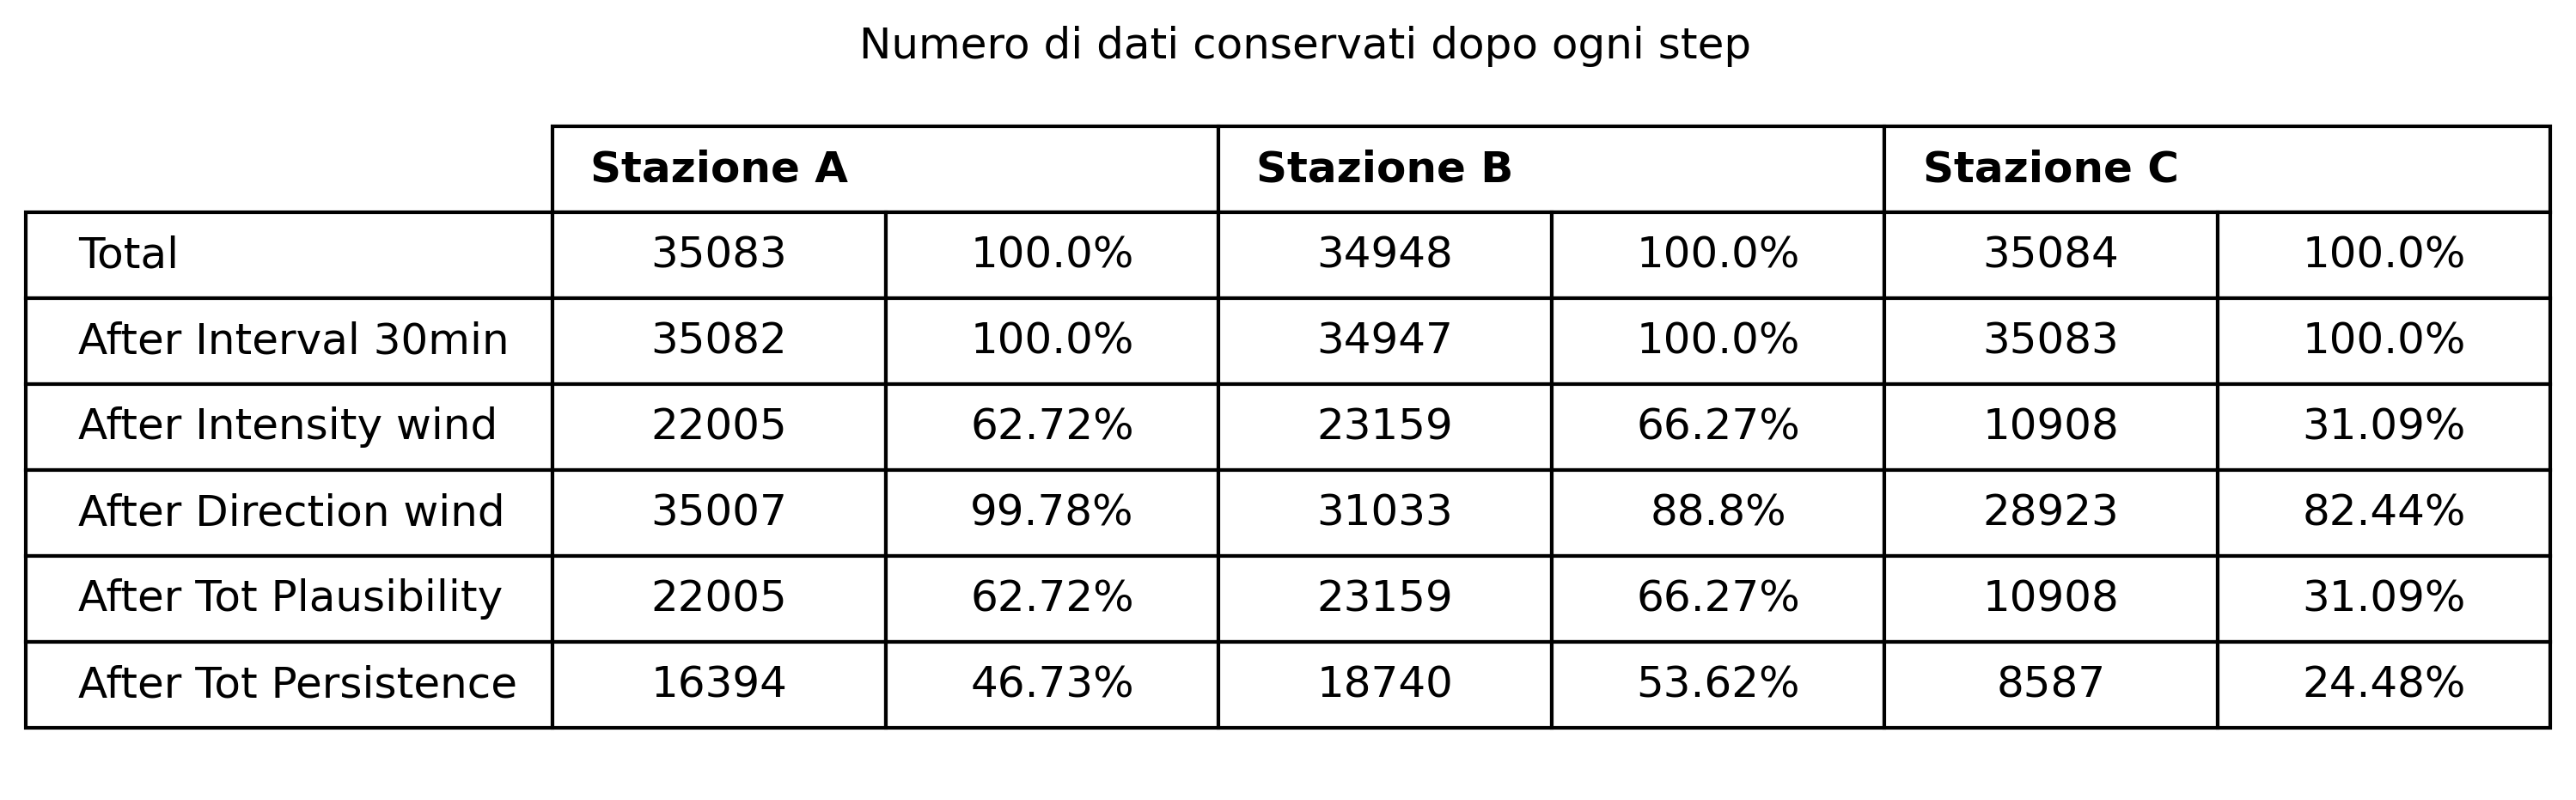 Numero di dati conservati dopo ogni step
Stazione A Stazione B Stazione C
Total 35083 100.0% 34948 100.0% 35084 100.0%
After Interval 30min 35082 100.0% 34947 100.0% 35083 100.0%
After Intensity wind 22005 62.72% 23159 66.27% 10908 31.09%
After Direction wind 35007 99.78% 31033 88.8% 28923 82.44%
After Tot Plausibility 22005 62.72% 23159 66.27% 10908 31.09%
After Tot Persistence 16394 46.73% 18740 53.62% 8587 24.48%